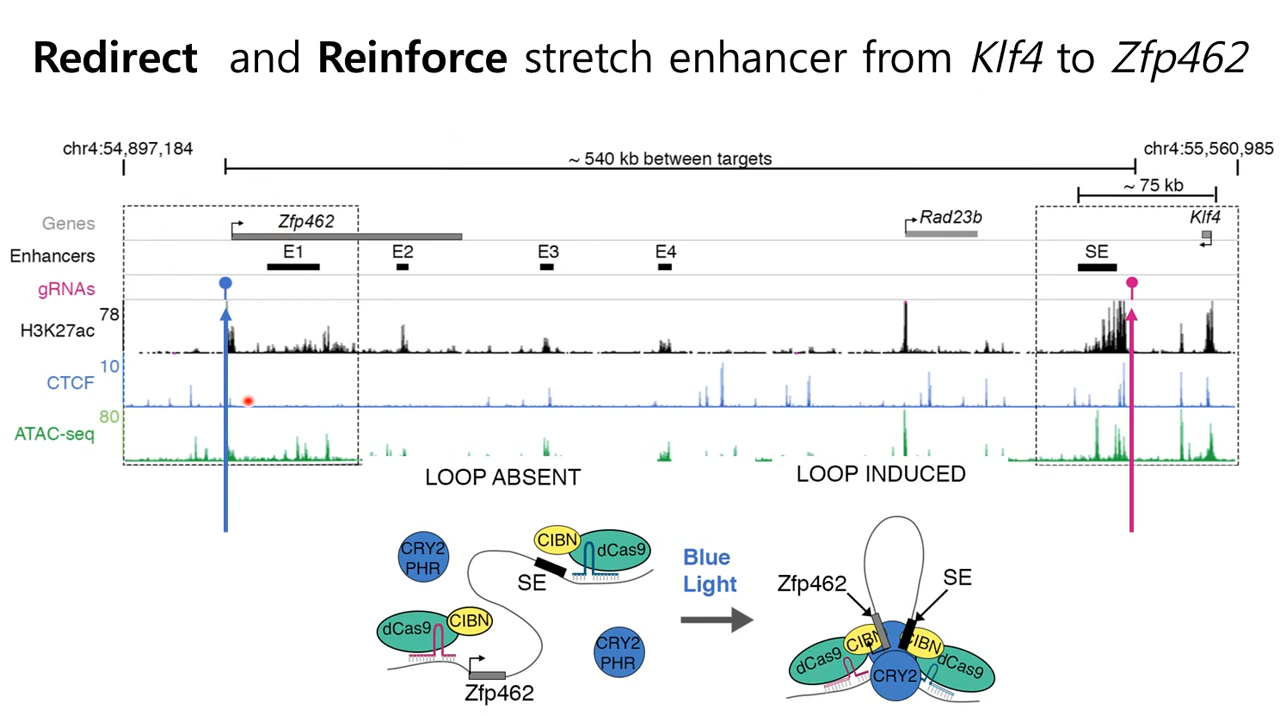 Redirect and Reinforce stretch enhancer from Klf4 to Zfp462
chr4:54,897,184
~ 540 kb between targets
chr4:55,560,985
~ 75 kb
Genes
Zfp462
Rad23b
Klf4
Enhancers
E1
E2
E3
E4
SE
gRNAs
78
H3K27ac
10
CTCF
80
ATAC-seq
LOOP ABSENT
LOOP INDUCED
CRY2
PHR
CIBN
dCas9
SE
dCas9
CIBN
CRY2
PHR
Zfp462
Blue
Light
Zfp462
SE
CIBN
CIBN
dCas9
dCas9
CRY2